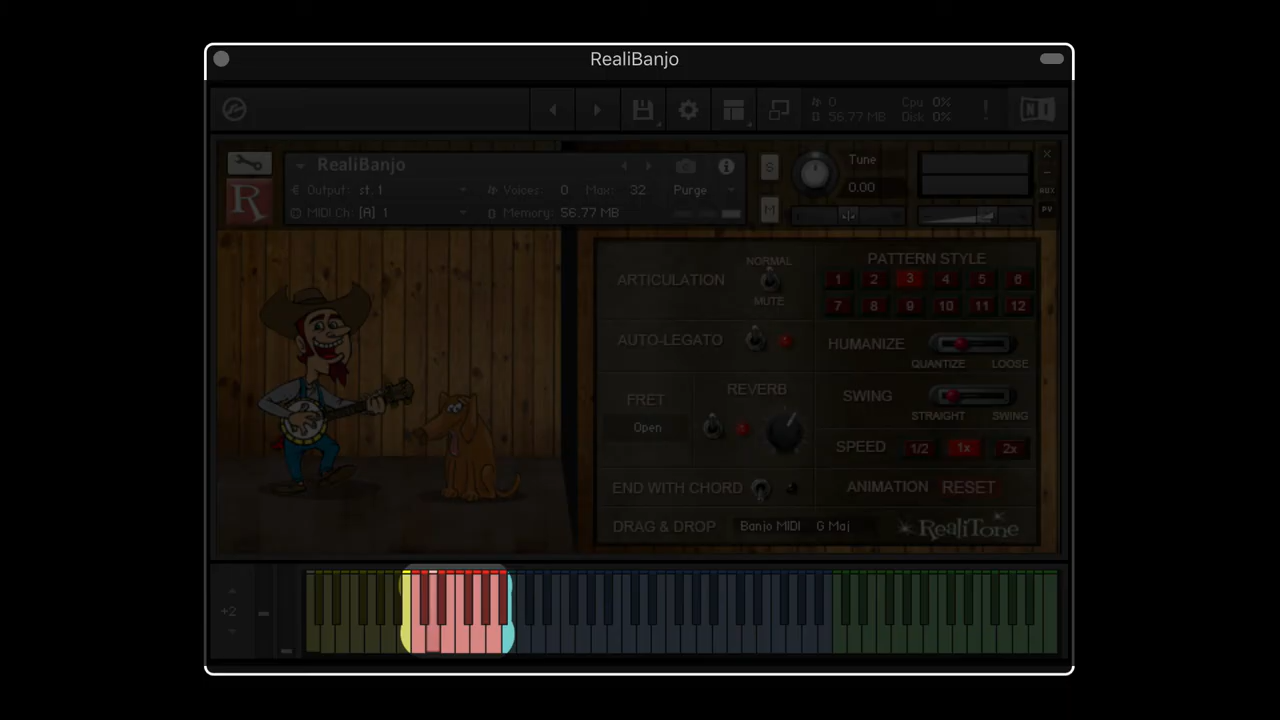 RealiBanjo
0
56.77 MB
Cpu 0%
Disk 0%
!
NI
R
RealiBanjo
Output: st. 1
Voices: 0 Max: 32
Purge
MIDI Ch: [A] 1
Memory: 56.77 MB
S
M
Tune
0.00
AUX
PV
ARTICULATION
NORMAL
MUTE
AUTO-LEGATO
FRET
Open
REVERB
END WITH CHORD
DRAG & DROP
Banjo MIDI G Maj
PATTERN STYLE
1 2 3 4 5 6
7 8 9 10 11 12
HUMANIZE
QUANTIZE LOOSE
SWING
STRAIGHT SWING
SPEED 1/2 1x 2x
ANIMATION RESET
RealiTone
+2